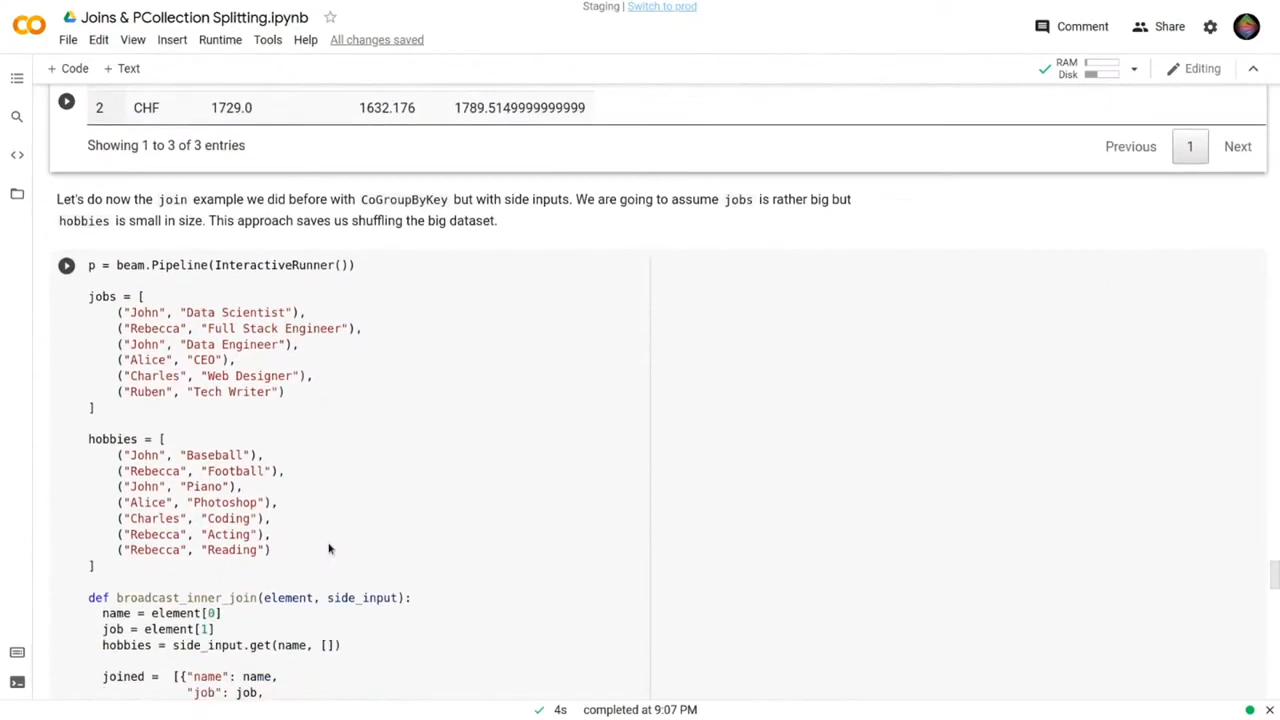 Staging | Switch to prod
CO
Joins & PCollection Splitting.ipynb
File Edit View Insert Runtime Tools Help All changes saved
Comment Share
+ Code + Text
RAM
Disk
Editing
2 CHF 1729.0 1632.176 1789.5149999999999
Showing 1 to 3 of 3 entries
Previous 1 Next
Let's do now the join example we did before with CoGroupByKey but with side inputs. We are going to assume jobs is rather big but
hobbies is small in size. This approach saves us shuffling the big dataset.
p = beam.Pipeline(InteractiveRunner())
jobs = [
("John", "Data Scientist"),
("Rebecca", "Full Stack Engineer"),
("John", "Data Engineer"),
("Alice", "CEO"),
("Charles", "Web Designer"),
("Ruben", "Tech Writer")
]
hobbies = [
("John", "Baseball"),
("Rebecca", "Football"),
("John", "Piano"),
("Alice", "Photoshop"),
("Charles", "Coding"),
("Rebecca", "Acting"),
("Rebecca", "Reading")
]
def broadcast_inner_join(element, side_input):
name = element[0]
job = element[1]
hobbies = side_input.get(name, [])
joined = [{"name": name,
"job": job,
4s completed at 9:07 PM